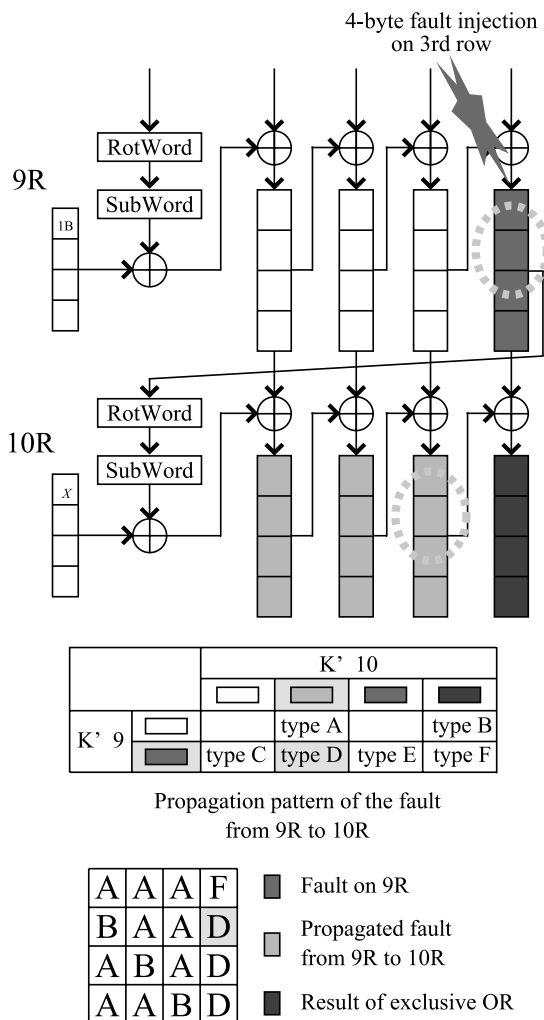 4-byte fault injection
on 3rd row
RotWord
9R
SubWord
1B
RotWord
10R
SubWord
X
K’ 10
type A type B
K’ 9
type C type D type E type F
Propagation pattern of the fault
from 9R to 10R
A A A F
Fault on 9R
B A A D
Propagated fault
from 9R to 10R
A B A D
A A B D
Result of exclusive OR